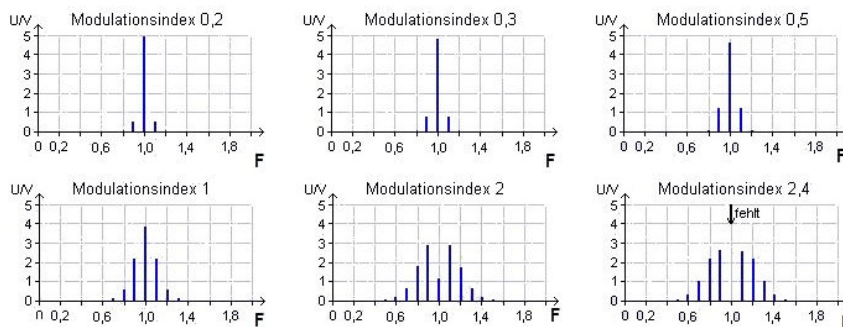 U/V Modulationsindex 0,2
5
4
3
2
1
0
0 0,2 0,6 1,0 1,4 1,8 F
U/V Modulationsindex 0,3
5
4
3
2
1
0
0 0,2 0,6 1,0 1,4 1,8 F
U/V Modulationsindex 0,5
5
4
3
2
1
0
0 0,2 0,6 1,0 1,4 1,8 F
U/V Modulationsindex 1
5
4
3
2
1
0
0 0,2 0,6 1,0 1,4 1,8 F
U/V Modulationsindex 2
5
4
3
2
1
0
0 0,2 0,6 1,0 1,4 1,8 F
U/V Modulationsindex 2,4
fehlt
5
4
3
2
1
0
0 0,2 0,6 1,0 1,4 1,8 F